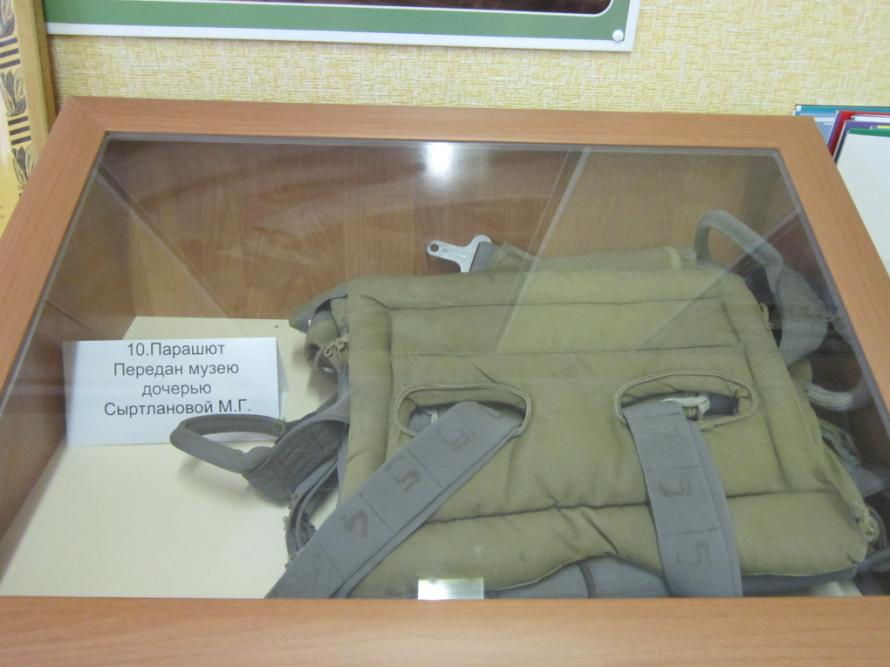 10.Парашют
Передан музею
дочерью
Сыртлановой М.Г.